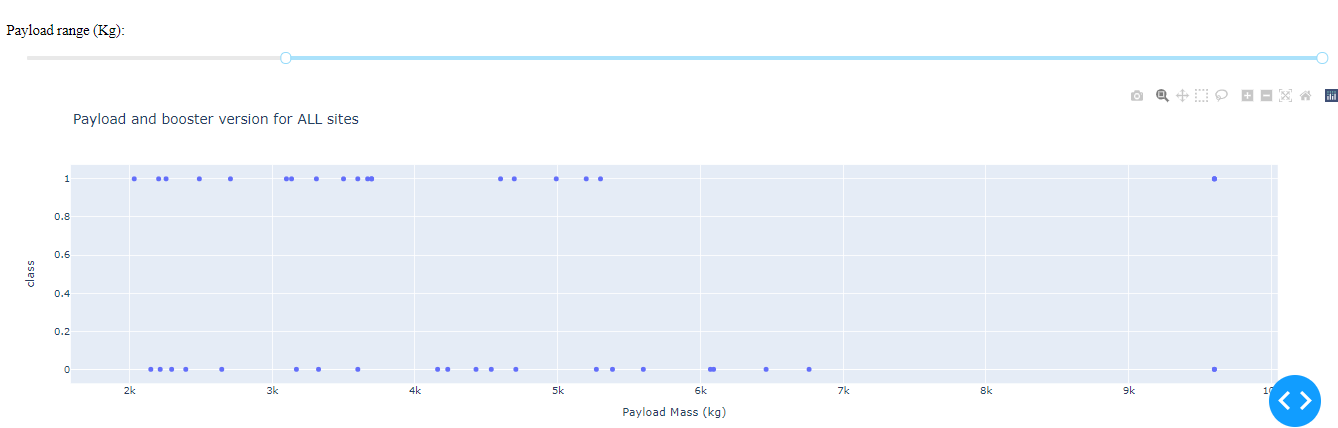 Payload range (Kg):
Payload and booster version for ALL sites
1
0.8
0.6
0.4
0.2
0
class
2k 3k 4k 5k 6k 7k 8k 9k
Payload Mass (kg)